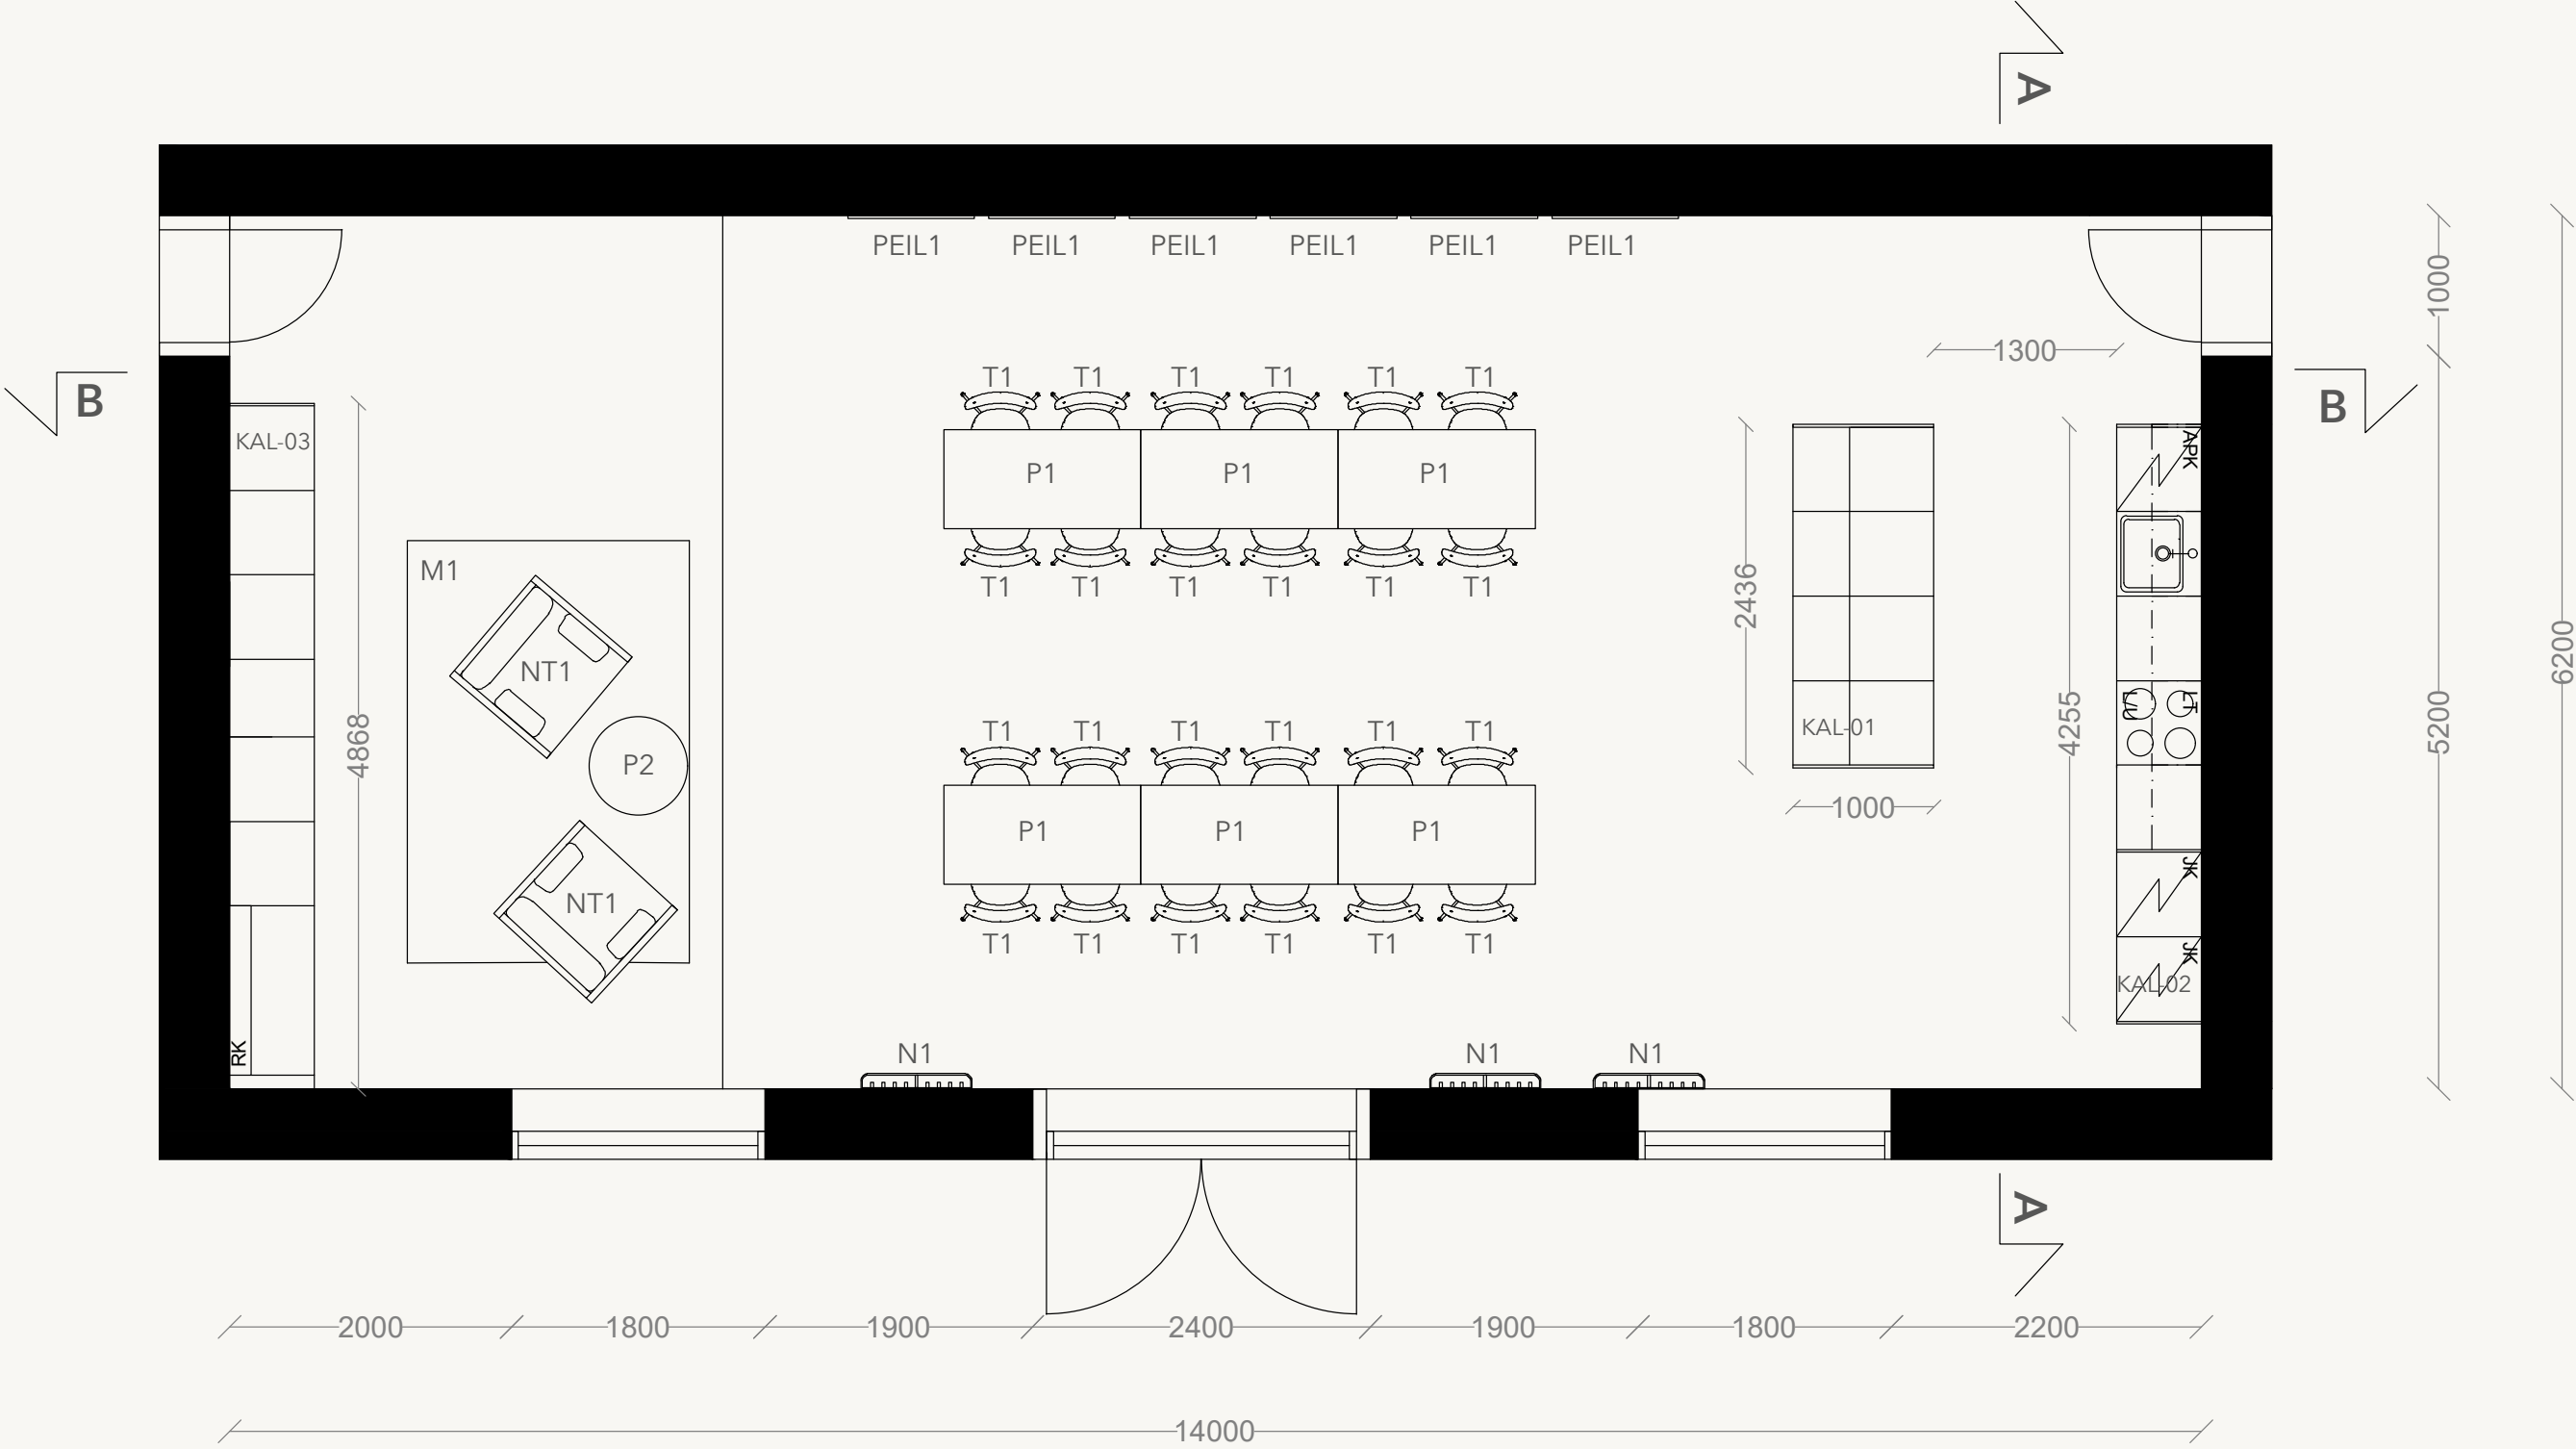 A
PEIL1 PEIL1 PEIL1 PEIL1 PEIL1 PEIL1
1000
1300
T1 T1 T1 T1 T1 T1
B
B
KAL-03
APK
P1 P1 P1
M1
T1 T1 T1 T1 T1 T1
2436
6200
NT1
T1 T1 T1 T1 T1 T1
L/U
LT
KAL-01
4868
4255
5200
P2
1000
P1 P1 P1
JK
NT1
T1 T1 T1 T1 T1 T1
JK
KAL-02
RK
N1 N1 N1
A
2000 1800 1900 2400 1900 1800 2200
14000